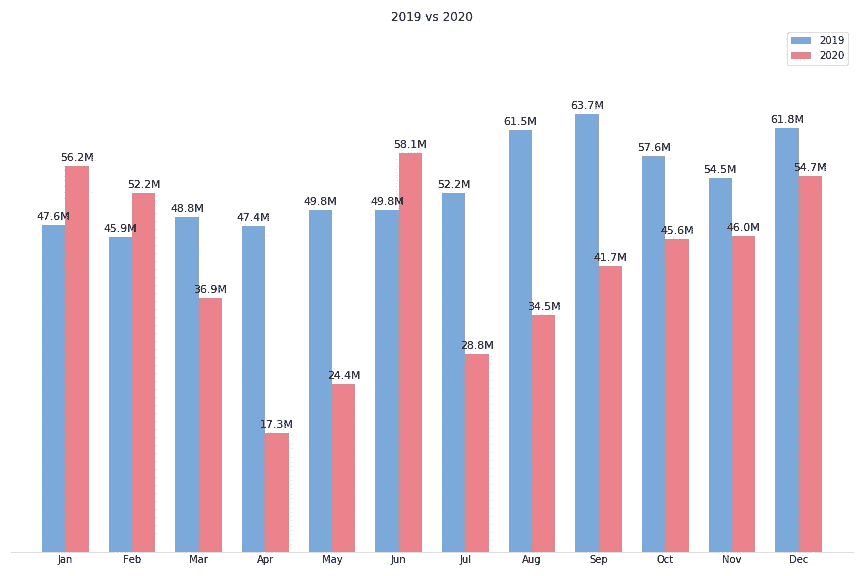 2019 vs 2020
2019
2020
47.6M
56.2M
45.9M
52.2M
48.8M
36.9M
47.4M
17.3M
49.8M
24.4M
49.8M
58.1M
52.2M
28.8M
61.5M
34.5M
63.7M
41.7M
57.6M
45.6M
54.5M
46.0M
61.8M
54.7M
Jan Feb Mar Apr May Jun Jul Aug Sep Oct Nov Dec